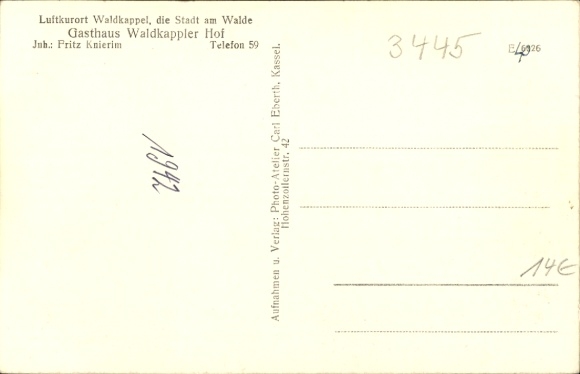 Luftkurort Waldkappel, die Stadt am Walde
Gasthaus Waldkappler Hof
Jnh.: Fritz Knierim Telefon 59
1942
Aufnahmen u. Verlag: Photo-Atelier Carl Eberth, Kassel.
Hohenzollernstr. 42
3445
14€